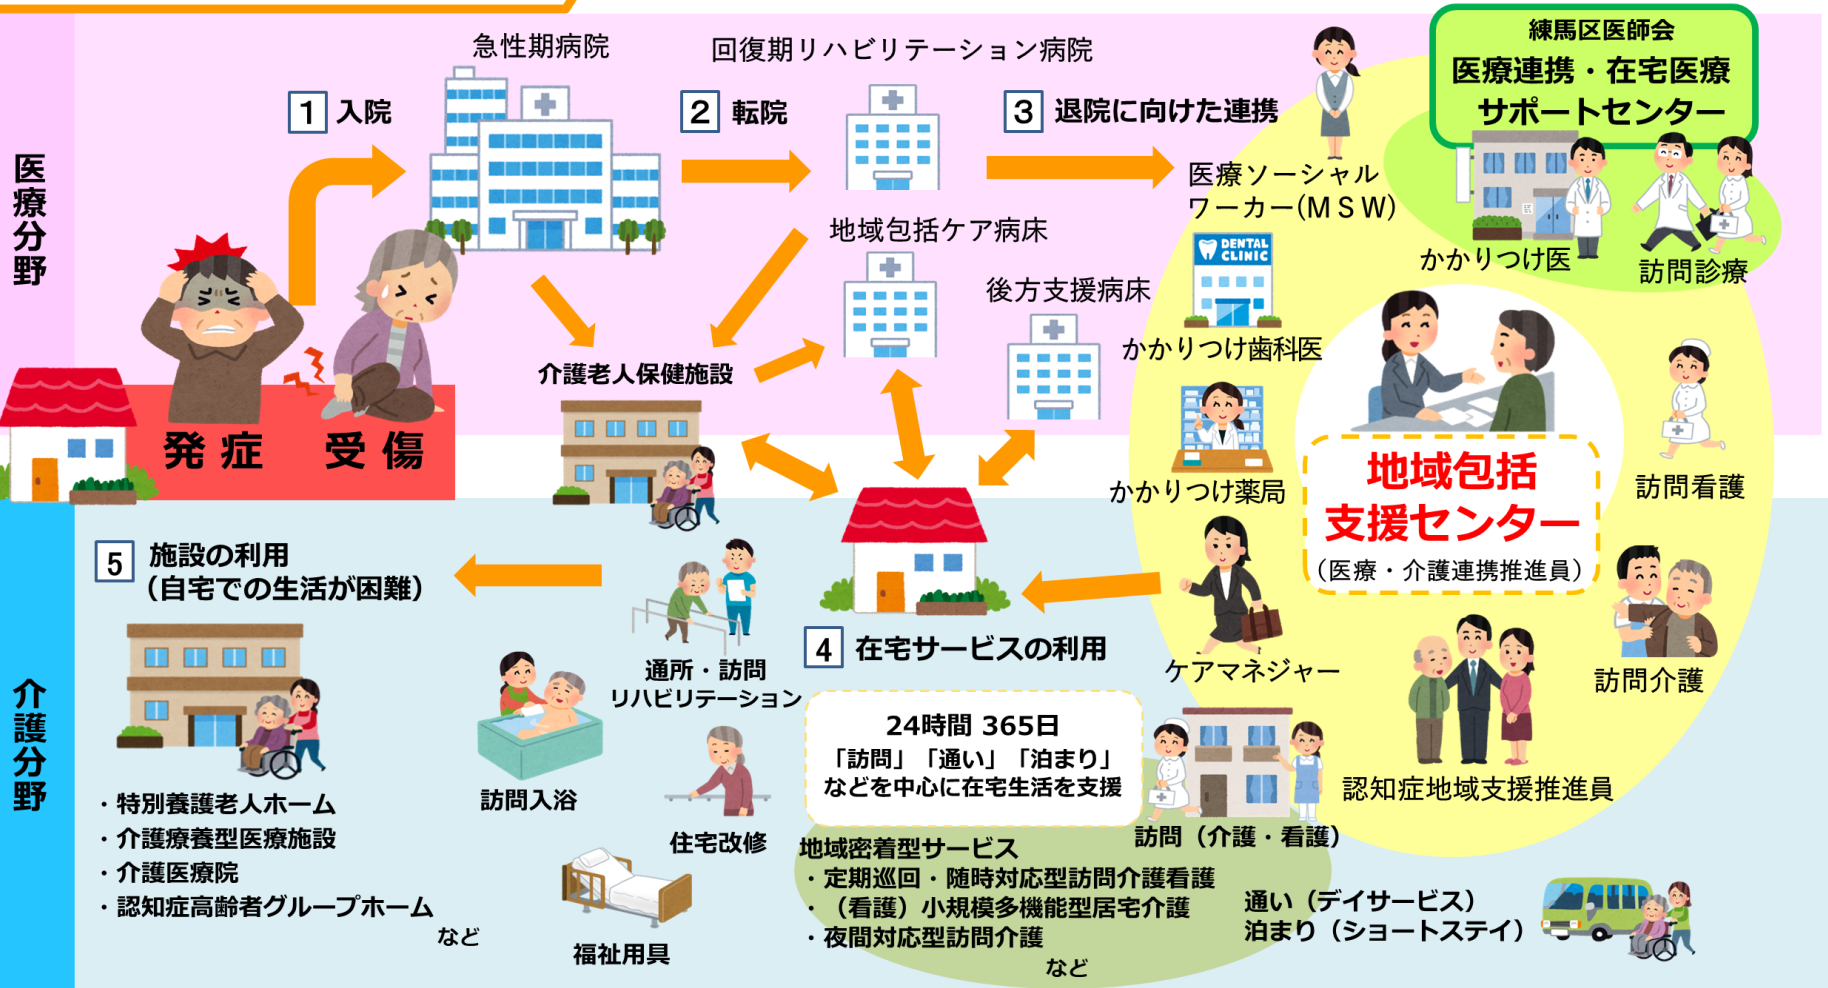 医療分野
介護分野
1 入院
急性期病院
2 転院
回復期リハビリテーション病院
3 退院に向けた連携
練馬区医師会
医療連携・在宅医療
サポートセンター
医療ソーシャル
ワーカー(MSW)
かかりつけ医
訪問診療
地域包括ケア病床
後方支援病床
DENTAL
CLINIC
かかりつけ歯科医
介護老人保健施設
発症
受傷
かかりつけ薬局
地域包括
支援センター
(医療・介護連携推進員)
訪問看護
訪問介護
認知症地域支援推進員
ケアマネジャー
4 在宅サービスの利用
24時間 365日
「訪問」「通い」「泊まり」
などを中心に在宅生活を支援
訪問（介護・看護）
地域密着型サービス
・定期巡回・随時対応型訪問介護看護
・（看護）小規模多機能型居宅介護
・夜間対応型訪問介護
など
通い（デイサービス）
泊まり（ショートステイ）
通所・訪問
リハビリテーション
訪問入浴
住宅改修
福祉用具
5 施設の利用
（自宅での生活が困難）
・特別養護老人ホーム
・介護療養型医療施設
・介護医療院
・認知症高齢者グループホーム
など